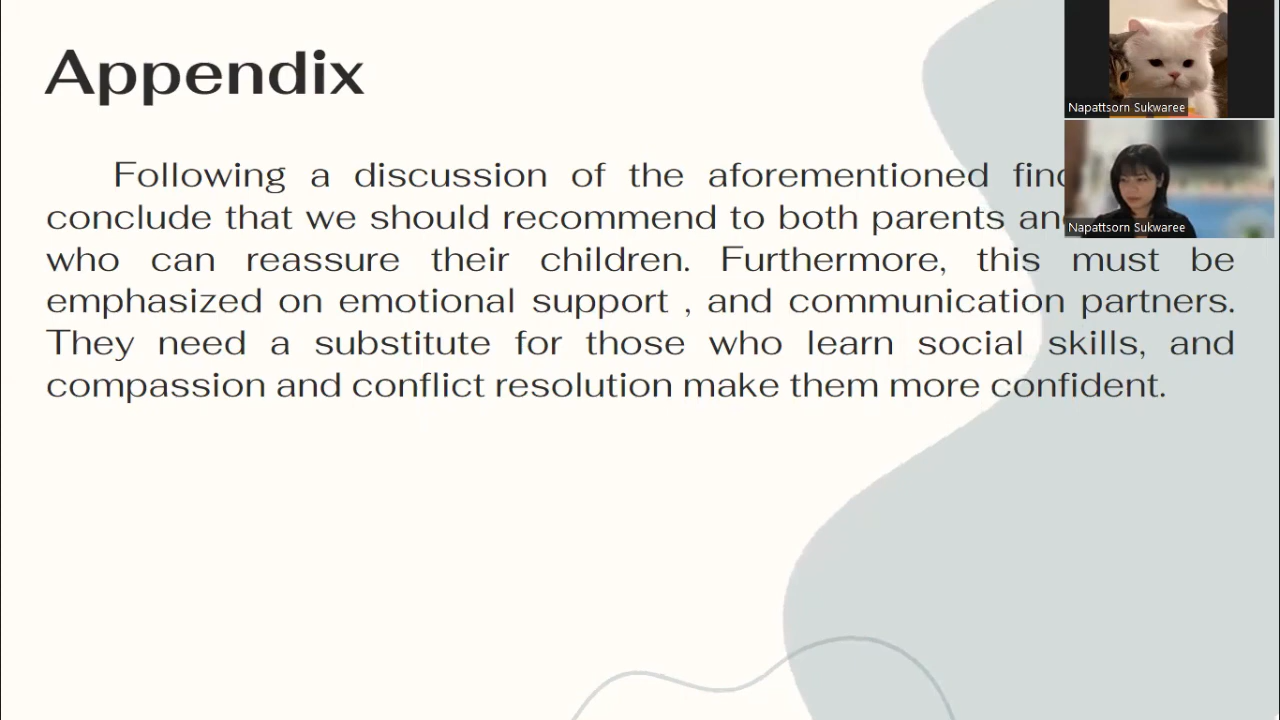 Appendix
Following a discussion of the aforementioned
conclude that we should recommend to both parents
who can reassure their children. Furthermore, this must be
emphasized on emotional support , and communication partners.
They need a substitute for those who learn social skills, and
compassion and conflict resolution make them more confident.
Napattsorn Sukwaree
Napattsorn Sukwaree